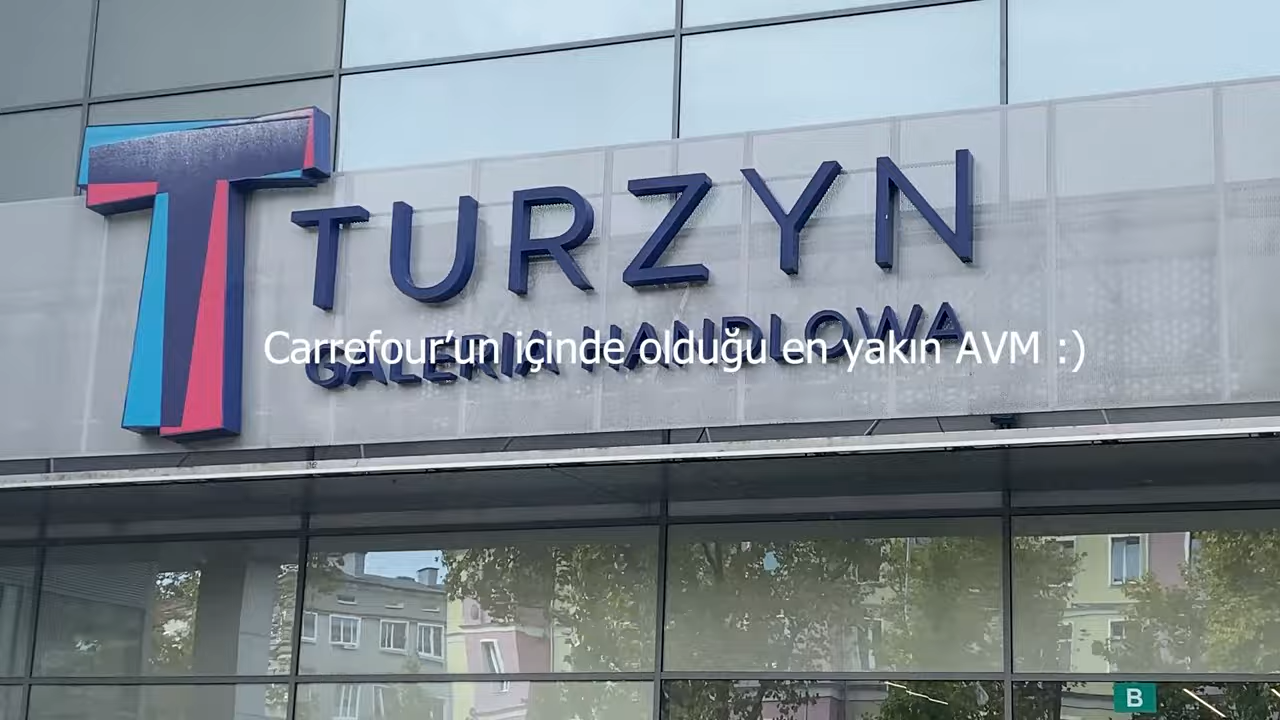 T TURZYN
GALERIA HANDLOWA
Carrefour'un içinde olduğu en yakın AVM :)
B